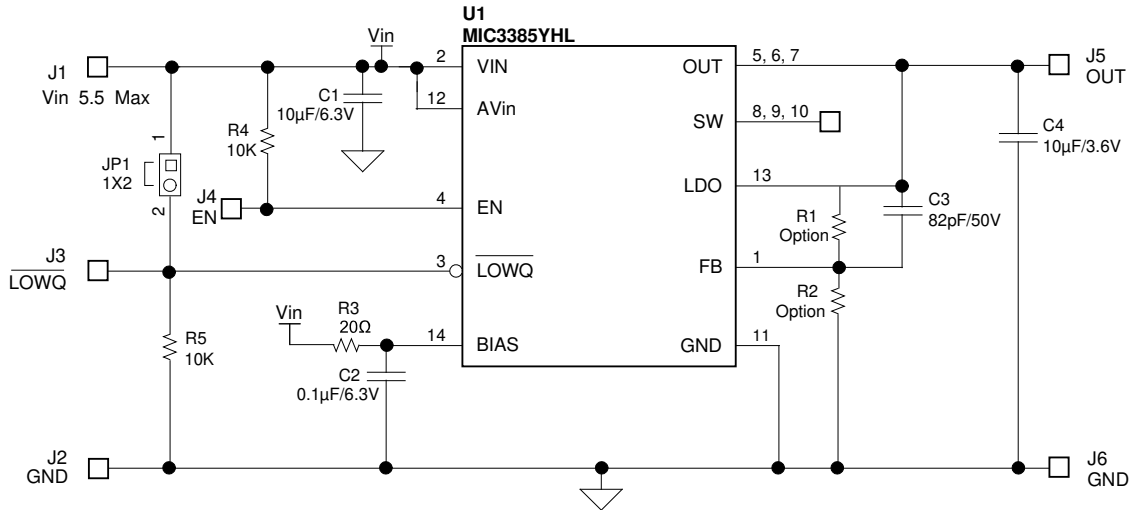 U1
MIC3385YHL
Vin
J1
Vin 5.5 Max
2
VIN
OUT
5, 6, 7
J5
OUT
12
AVin
C1
10µF/6.3V
SW
8, 9, 10
C4
10µF/3.6V
1
R4
10K
JP1
1X2
2
LDO
13
C3
82pF/50V
J4
EN
4
EN
R1
Option
J3
LOWQ
3
LOWQ
FB
1
R2
Option
Vin
R3
20Ω
14
BIAS
GND
11
R5
10K
C2
0.1µF/6.3V
J2
GND
J6
GND